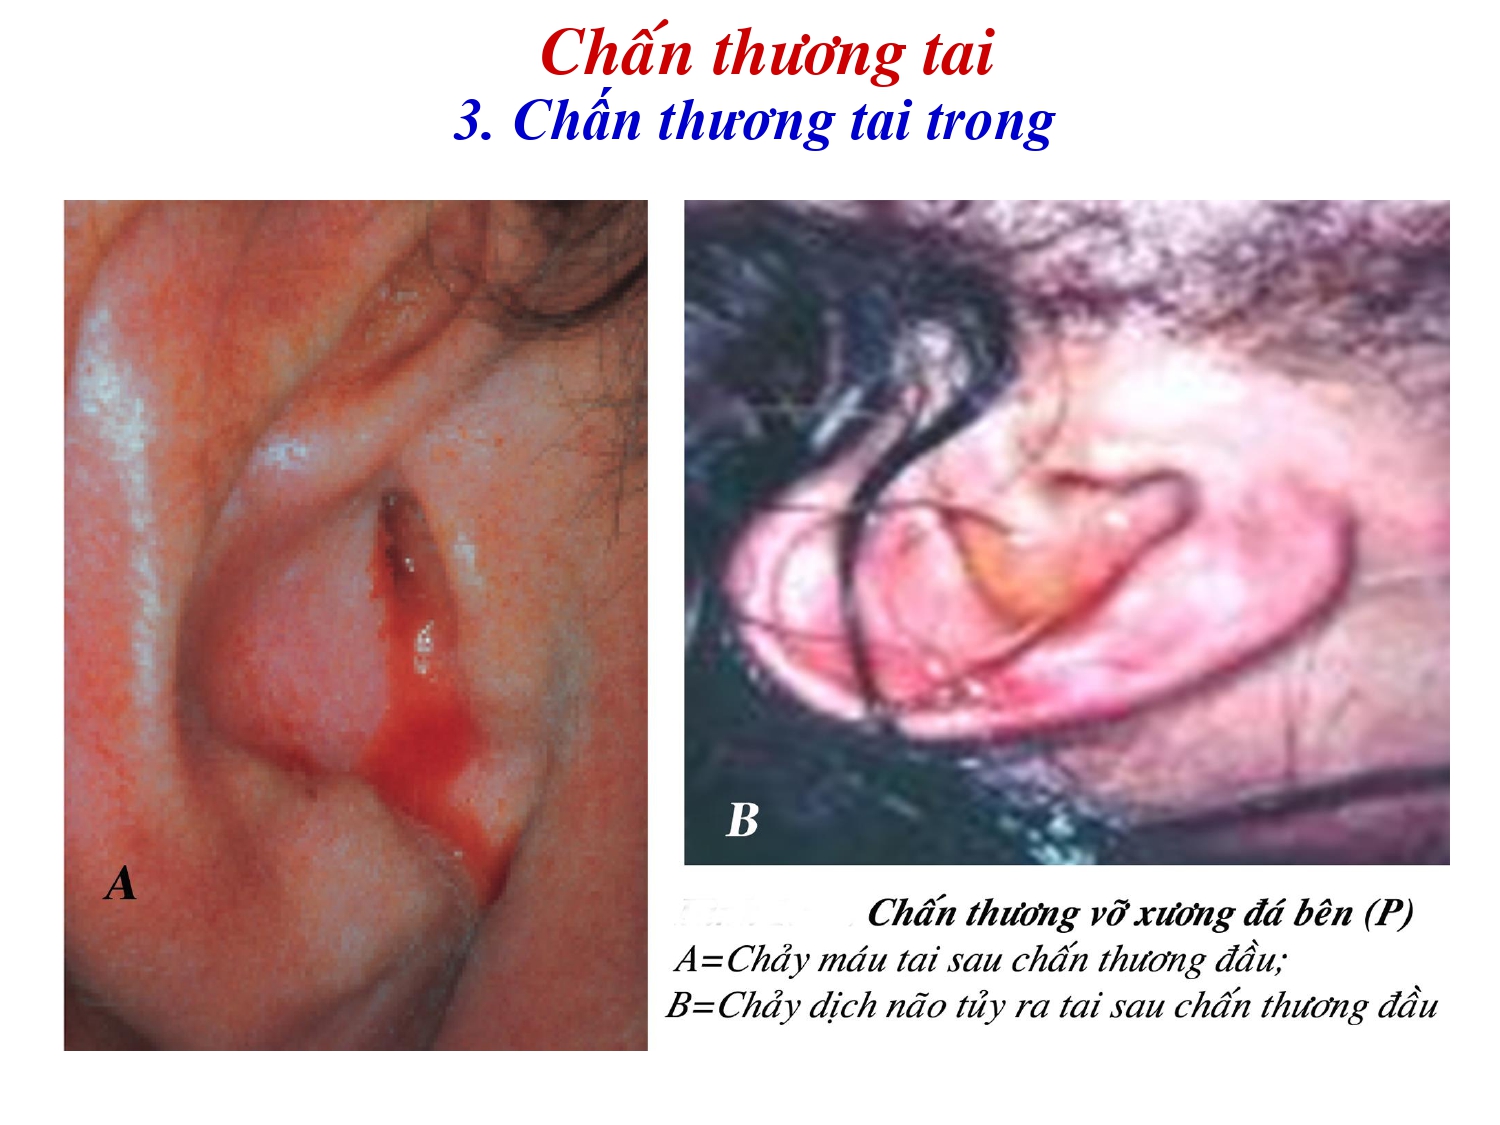 Chấn thương tai
3. Chấn thương tai trong
A
B
Chấn thương vỡ xương đá bên (P)
A=Chảy máu tai sau chấn thương đầu;
B=Chảy dịch não tủy ra tai sau chấn thương đầu